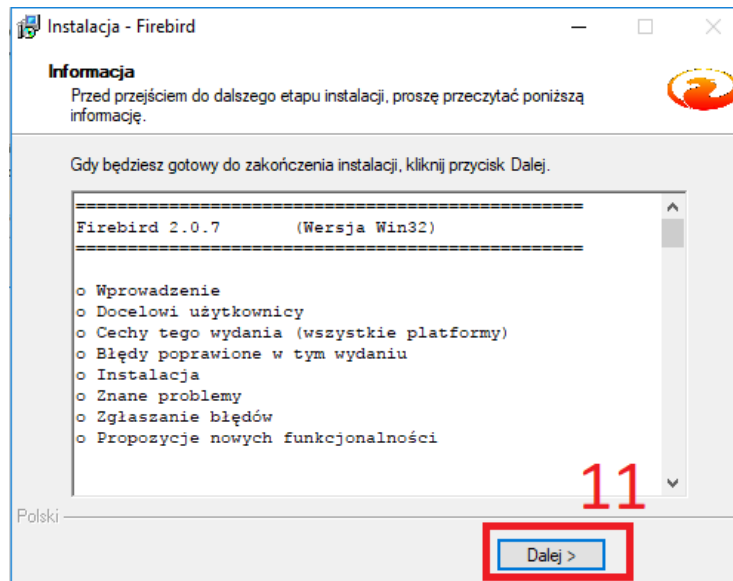 Instalacja - Firebird
Informacja
Przed przejściem do dalszego etapu instalacji, proszę przeczytać poniższą
informację.
Gdy będziesz gotowy do zakończenia instalacji, kliknij przycisk Dalej.
=================================================
Firebird 2.0.7 (Wersja Win32)
=================================================
o Wprowadzenie
o Docelowi użytkownicy
o Cechy tego wydania (wszystkie platformy)
o Błędy poprawione w tym wydaniu
o Instalacja
o Znane problemy
o Zgłaszanie błędów
o Propozycje nowych funkcjonalności
11
Polski
Dalej >